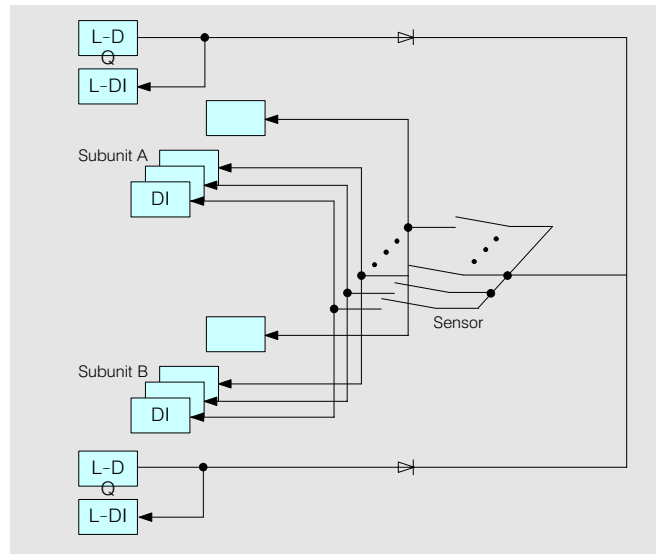 L-D
Q
L-DI
Subunit A
DI
Sensor
Subunit B
DI
L-D
Q
L-DI